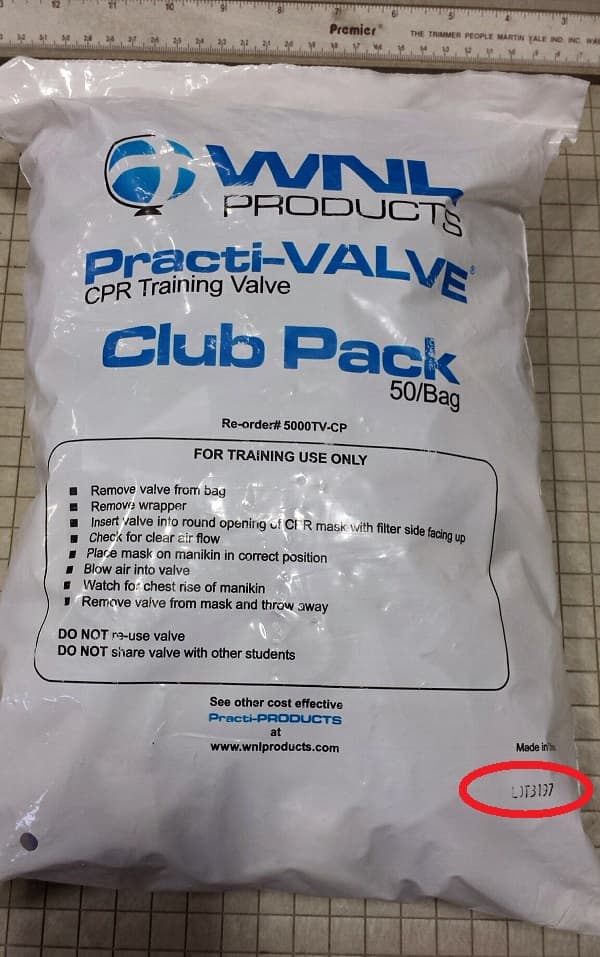 Premier®
THE TRIMMER PEOPLE MARTIN YALE IND. INC.
WNL
PRODUCTS
Practi-VALVE®
CPR Training Valve
Club Pack
50/Bag
Re-order# 5000TV-CP
FOR TRAINING USE ONLY
■ Remove valve from bag
■ Remove wrapper
■ Insert valve into round opening of CPR mask with filter side facing up
■ Check for clear air flow
■ Place mask on manikin in correct position
■ Blow air into valve
■ Watch for chest rise of manikin
■ Remove valve from mask and throw away
DO NOT re-use valve
DO NOT share valve with other students
See other cost effective
Practi-PRODUCTS
at
www.wnlproducts.com
Made in
LOT3197